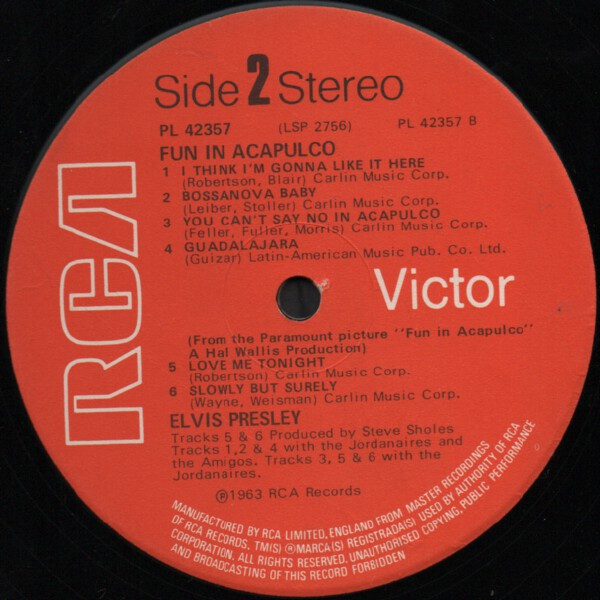 Side 2 Stereo
PL 42357 (LSP 2756) PL 42357 B
FUN IN ACAPULCO
1 I THINK I'M GONNA LIKE IT HERE
(Robertson, Blair) Carlin Music Corp.
2 BOSSANOVA BABY
(Leiber, Stoller) Carlin Music Corp.
3 YOU CAN'T SAY NO IN ACAPULCO
(Feller, Fuller, Morris) Carlin Music Corp.
4 GUADALAJARA
(Guizar) Latin-American Music Pub. Co. Ltd.
RCA
Victor
(From the Paramount picture "Fun in Acapulco"
A Hal Wallis Production)
5 LOVE ME TONIGHT
(Robertson) Carlin Music Corp.
6 SLOWLY BUT SURELY
(Wayne, Weisman) Carlin Music Corp.
ELVIS PRESLEY
Tracks 5 & 6 Produced by Steve Sholes
Tracks 1,2 & 4 with the Jordanaires and
the Amigos. Tracks 3, 5 & 6 with the
Jordanaires.
℗1963 RCA Records
MANUFACTURED BY RCA LIMITED, ENGLAND FROM MASTER RECORDINGS
OF RCA RECORDS. TM(S) ® MARCA(S) REGISTRADA(S) USED BY AUTHORITY OF RCA
CORPORATION. ALL RIGHTS RESERVED. UNAUTHORISED COPYING, PUBLIC PERFORMANCE
AND BROADCASTING OF THIS RECORD FORBIDDEN